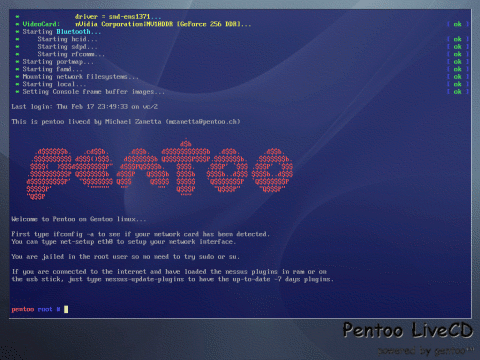 * driver = snd-ens1371...
* VideoCard: nVidia Corporation|NV10DDR [GeForce 256 DDR]... [ ok ]
* Starting Bluetooth... [ ok ]
* Starting hcid... [ ok ]
* Starting sdpd... [ ok ]
* Starting rfcomm... [ ok ]
* Starting portmap... [ ok ]
* Starting famd... [ ok ]
* Mounting network filesystems... [ ok ]
* Starting local... [ ok ]
* Setting Console frame buffer images... [ ok ]
Last login: Thu Feb 17 23:49:33 on vc/2
This is pentoo livecd by Michael Zanetta (mzanetta@pentoo.ch)
pentoo
Welcome to Pentoo on Gentoo linux...
First type ifconfig -a to see if your network card has been detected.
You can type net-setup eth0 to setup your network interface.
You are jailed in the root user so no need to try sudo or su.
If you are connected to the internet and have loaded the nessus plugins in ram or on
the usb stick, just type nessus-update-plugins to have the up-to-date -7 days plugins.
pentoo root #
Pentoo LiveCD
powered by gentoo